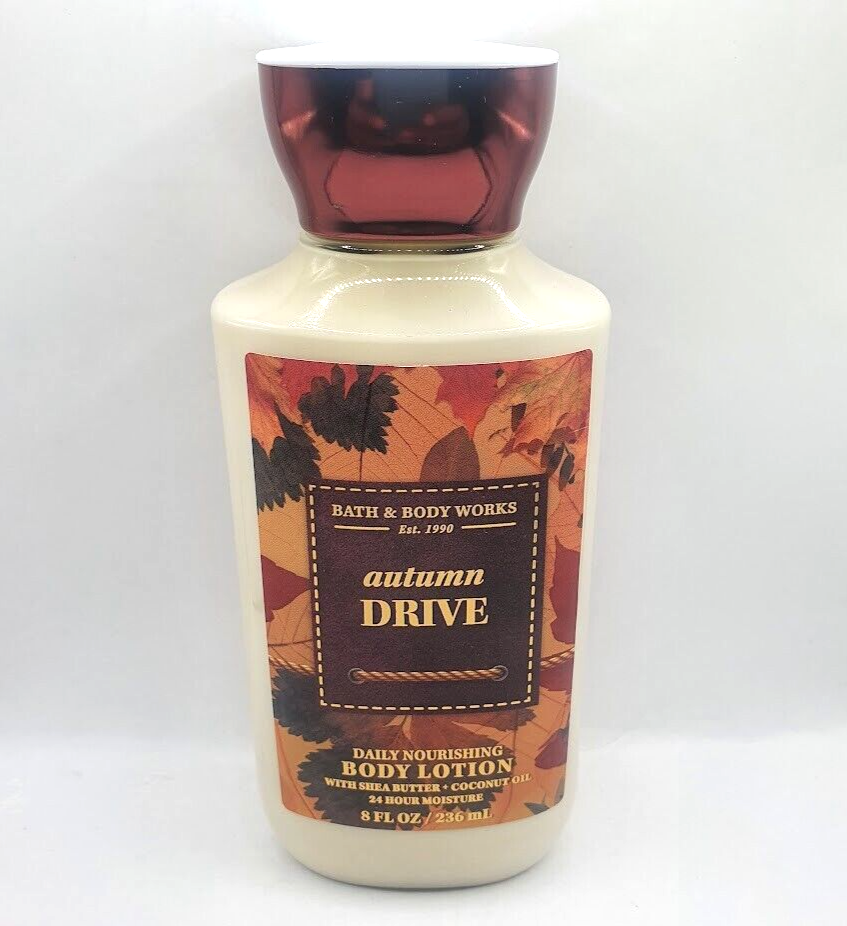 BATH & BODY WORKS
Est. 1990
autumn
DRIVE
DAILY NOURISHING
BODY LOTION
WITH SHEA BUTTER + COCONUT OIL
24 HOUR MOISTURE
8 FL OZ / 236 mL